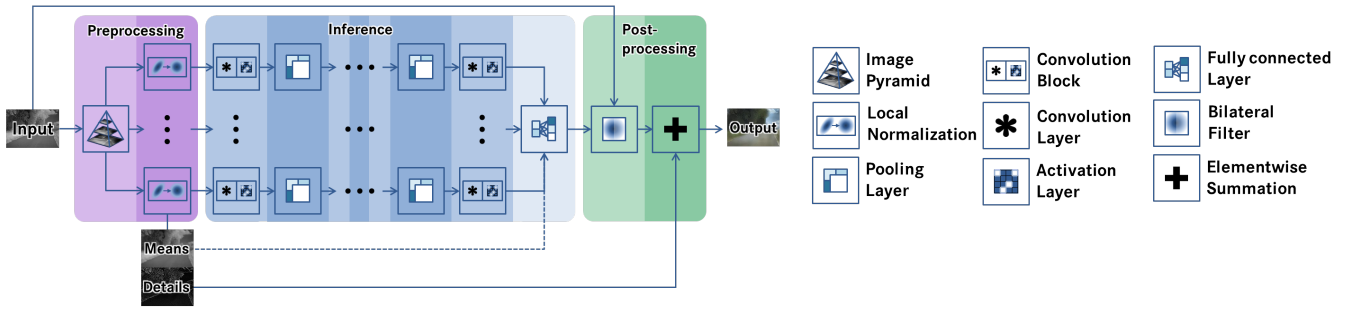 Preprocessing
Inference
Post-
processing
Input
Output
Means
Details
Image
Pyramid
Local
Normalization
Pooling
Layer
Convolution
Block
Convolution
Layer
Activation
Layer
Fully connected
Layer
Bilateral
Filter
Elementwise
Summation